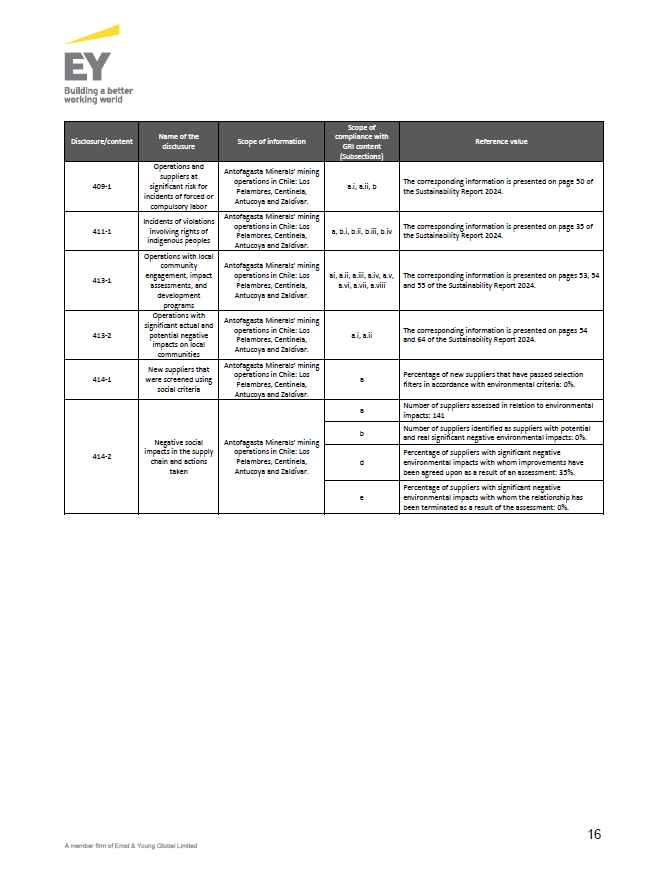 EY
Building a better
working world
Disclosure/content
Name of the
disclosure
Scope of information
Scope of
compliance with
GRI content
(Subsections)
Reference value
409-1
Operations and
suppliers at
significant risk for
incidents of forced or
compulsory labor
Antofagasta Minerals' mining
operations in Chile: Los
Pelambres, Centinela,
Antucoya and Zaldívar.
a.i, a.ii, b
The corresponding information is presented on page 50 of
the Sustainability Report 2024.
411-1
Incidents of violations
involving rights of
indigenous peoples
Antofagasta Minerals' mining
operations in Chile: Los
Pelambres, Centinela,
Antucoya and Zaldívar.
a, b.i, b.ii, b.iii, b.iv
The corresponding information is presented on page 35 of
the Sustainability Report 2024.
413-1
Operations with local
community
engagement, impact
assessments, and
development
programs
Antofagasta Minerals' mining
operations in Chile: Los
Pelambres, Centinela,
Antucoya and Zaldívar.
ai, a.ii, a.iii, a.iv, a.v,
a.vi, a.vii, a.viii
The corresponding information is presented on pages 53, 54
and 55 of the Sustainability Report 2024.
413-2
Operations with
significant actual and
potential negative
impacts on local
communities
Antofagasta Minerals' mining
operations in Chile: Los
Pelambres, Centinela,
Antucoya and Zaldívar.
a.i, a.ii
The corresponding information is presented on pages 54
and 64 of the Sustainability Report 2024.
414-1
New suppliers that
were screened using
social criteria
Antofagasta Minerals' mining
operations in Chile: Los
Pelambres, Centinela,
Antucoya and Zaldívar.
a
Percentage of new suppliers that have passed selection
filters in accordance with environmental criteria: 0%.
414-2
Negative social
impacts in the supply
chain and actions
taken
Antofagasta Minerals' mining
operations in Chile: Los
Pelambres, Centinela,
Antucoya and Zaldívar.
a
Number of suppliers assessed in relation to environmental
impacts: 141
b
Number of suppliers identified as suppliers with potential
and real significant negative environmental impacts: 0%.
d
Percentage of suppliers with significant negative
environmental impacts with whom improvements have
been agreed upon as a result of an assessment: 35%.
e
Percentage of suppliers with significant negative
environmental impacts with whom the relationship has
been terminated as a result of the assessment: 0%.
16
A member firm of Ernst & Young Global Limited